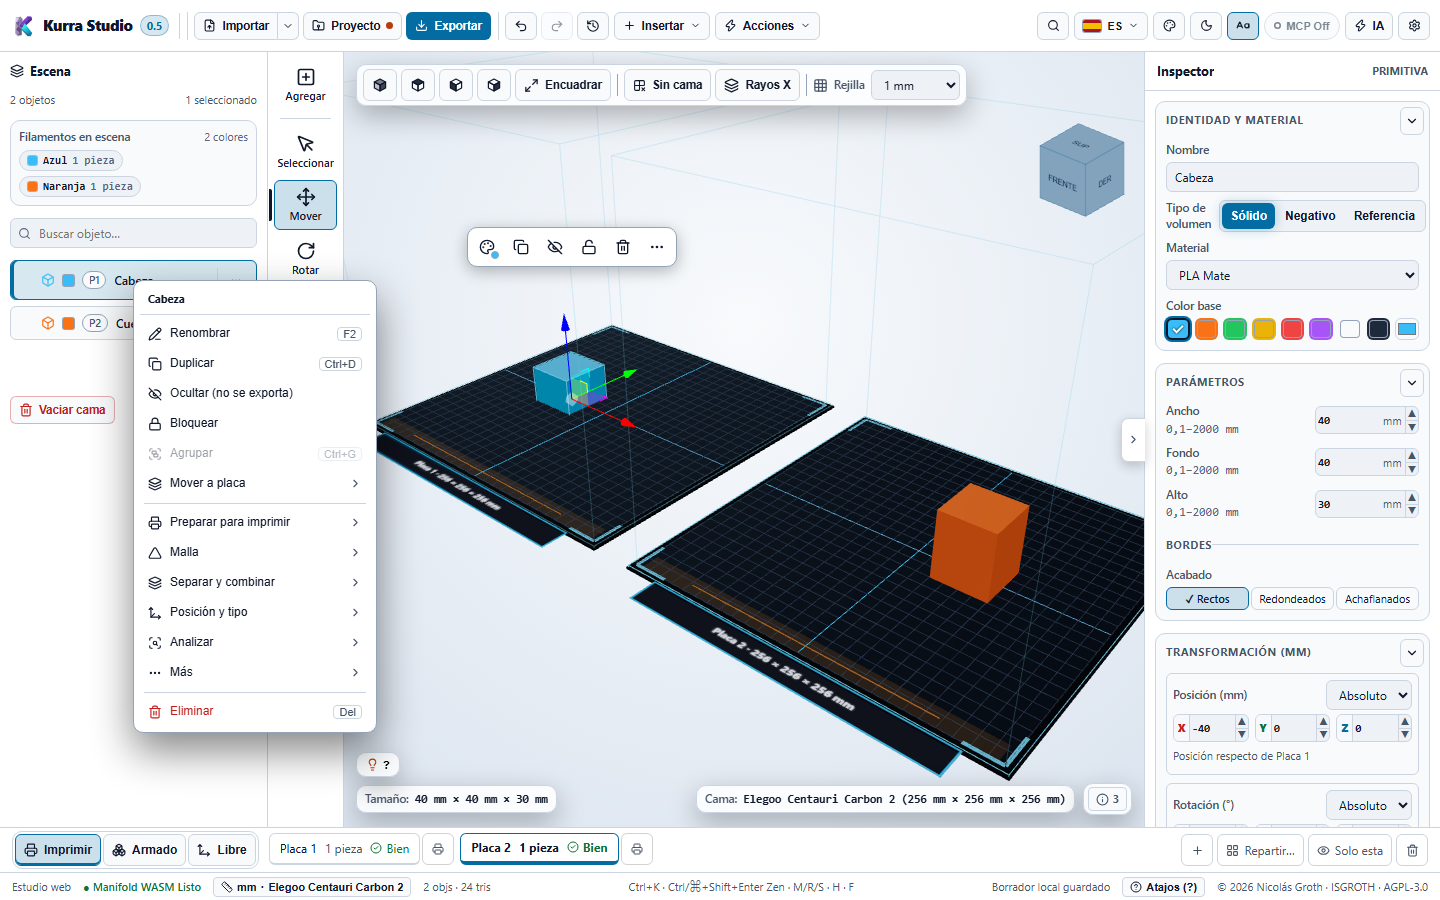 Kurra Studio 0.5 Importar Proyecto Exportar Insertar Acciones ES Aa MCP Off IA
Escena
2 objetos 1 seleccionado
Filamentos en escena 2 colores
Azul 1 pieza
Naranja 1 pieza
Buscar objeto...
P1
P2
Vaciar cama
Agregar
Seleccionar
Mover
Rotar
Cabeza
Renombrar F2
Duplicar Ctrl+D
Ocultar (no se exporta)
Bloquear
Agrupar Ctrl+G
Mover a placa
Preparar para imprimir
Malla
Separar y combinar
Posición y tipo
Analizar
Más
Eliminar Del
Encuadrar Sin cama Rayos X Rejilla 1 mm
SUP
FRENTE
DER
Placa 1 · 256 × 256 × 256 mm
Placa 2 · 256 × 256 × 256 mm
?
Tamaño: 40 mm × 40 mm × 30 mm
Cama: Elegoo Centauri Carbon 2 (256 mm × 256 mm × 256 mm)
3
Inspector PRIMITIVA
IDENTIDAD Y MATERIAL
Nombre
Cabeza
Tipo de volumen
Sólido Negativo Referencia
Material
PLA Mate
Color base
PARÁMETROS
Ancho
0,1–2000 mm
40 mm
Fondo
0,1–2000 mm
40 mm
Alto
0,1–2000 mm
30 mm
BORDES
Acabado
✓ Rectos Redondeados Achaflanados
TRANSFORMACIÓN (MM)
Posición (mm) Absoluto
X -40 Y 0 Z 0
Posición respecto de Placa 1
Rotación (°) Absoluto
Imprimir Armado Libre
Placa 1 1 pieza Bien
Placa 2 1 pieza Bien
Repartir... Solo esta
Estudio web Manifold WASM Listo mm · Elegoo Centauri Carbon 2 2 objs · 24 tris Ctrl+K · Ctrl/⌘+Shift+Enter Zen · M/R/S · H · F Borrador local guardado Atajos (?) © 2026 Nicolás Groth · ISGROTH · AGPL-3.0